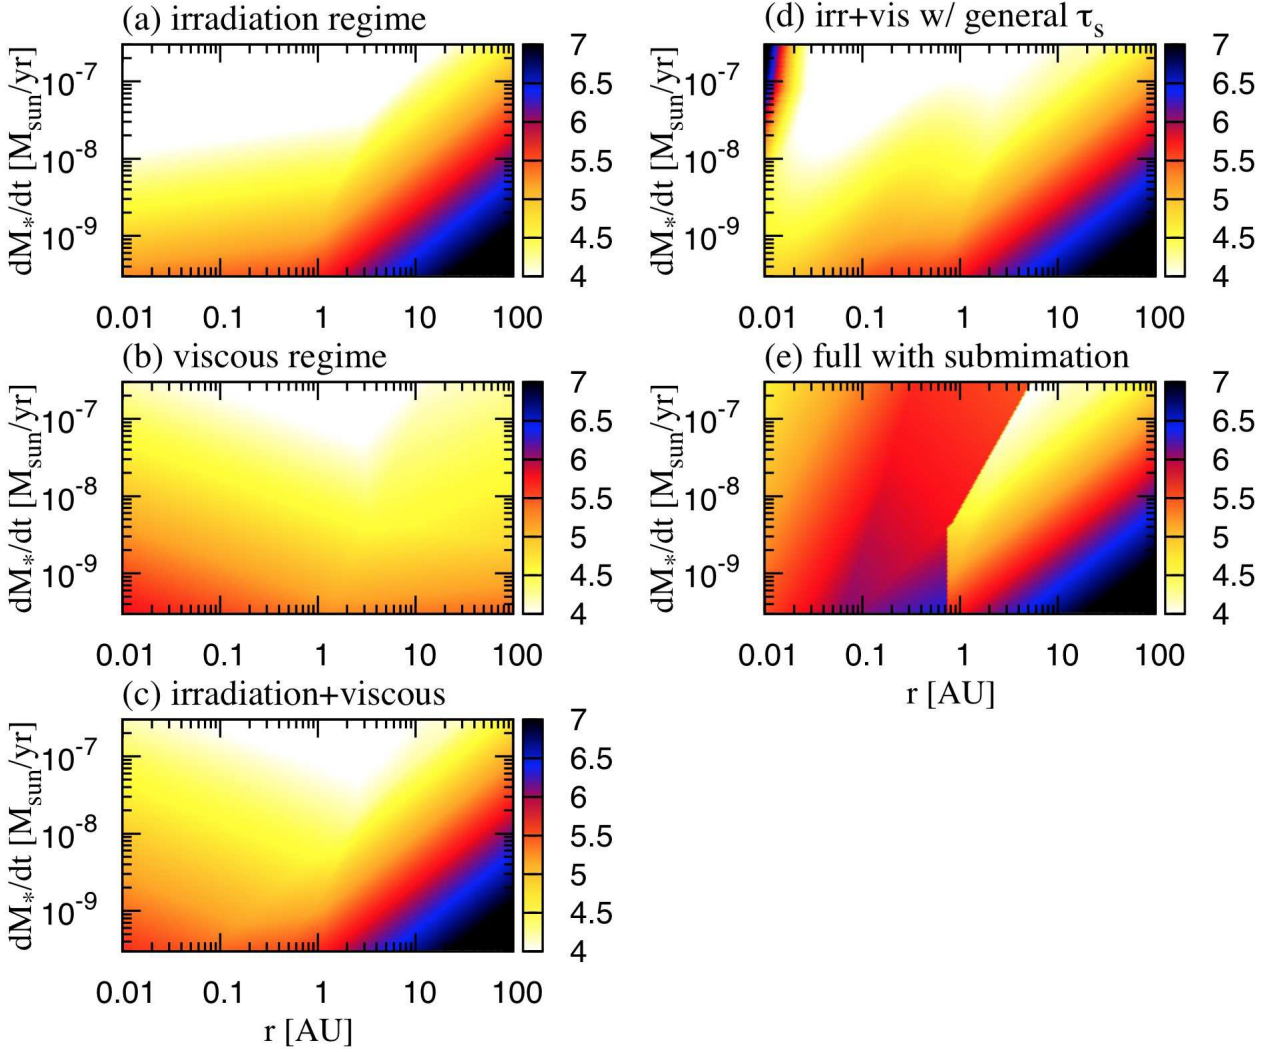 (a) irradiation regime
dM*/dt [Msun/yr]
10-7
10-8
10-9
0.01 0.1 1 10 100
7
6.5
6
5.5
5
4.5
4
(b) viscous regime
dM*/dt [Msun/yr]
10-7
10-8
10-9
0.01 0.1 1 10 100
7
6.5
6
5.5
5
4.5
4
(c) irradiation+viscous
dM*/dt [Msun/yr]
10-7
10-8
10-9
0.01 0.1 1 10 100
r [AU]
7
6.5
6
5.5
5
4.5
4
(d) irr+vis w/ general τs
dM*/dt [Msun/yr]
10-7
10-8
10-9
0.01 0.1 1 10 100
7
6.5
6
5.5
5
4.5
4
(e) full with submimation
dM*/dt [Msun/yr]
10-7
10-8
10-9
0.01 0.1 1 10 100
r [AU]
7
6.5
6
5.5
5
4.5
4